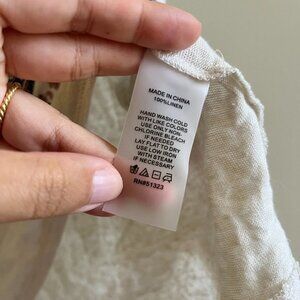 MADE IN CHINA
100%LINEN
HAND WASH COLD
WITH LIKE COLORS
USE ONLY NON
CHLORINE BLEACH
IF NEEDED
LAY FLAT TO DRY
USE LOW IRON
WITH STEAM
IF NECESSARY
RN#51323